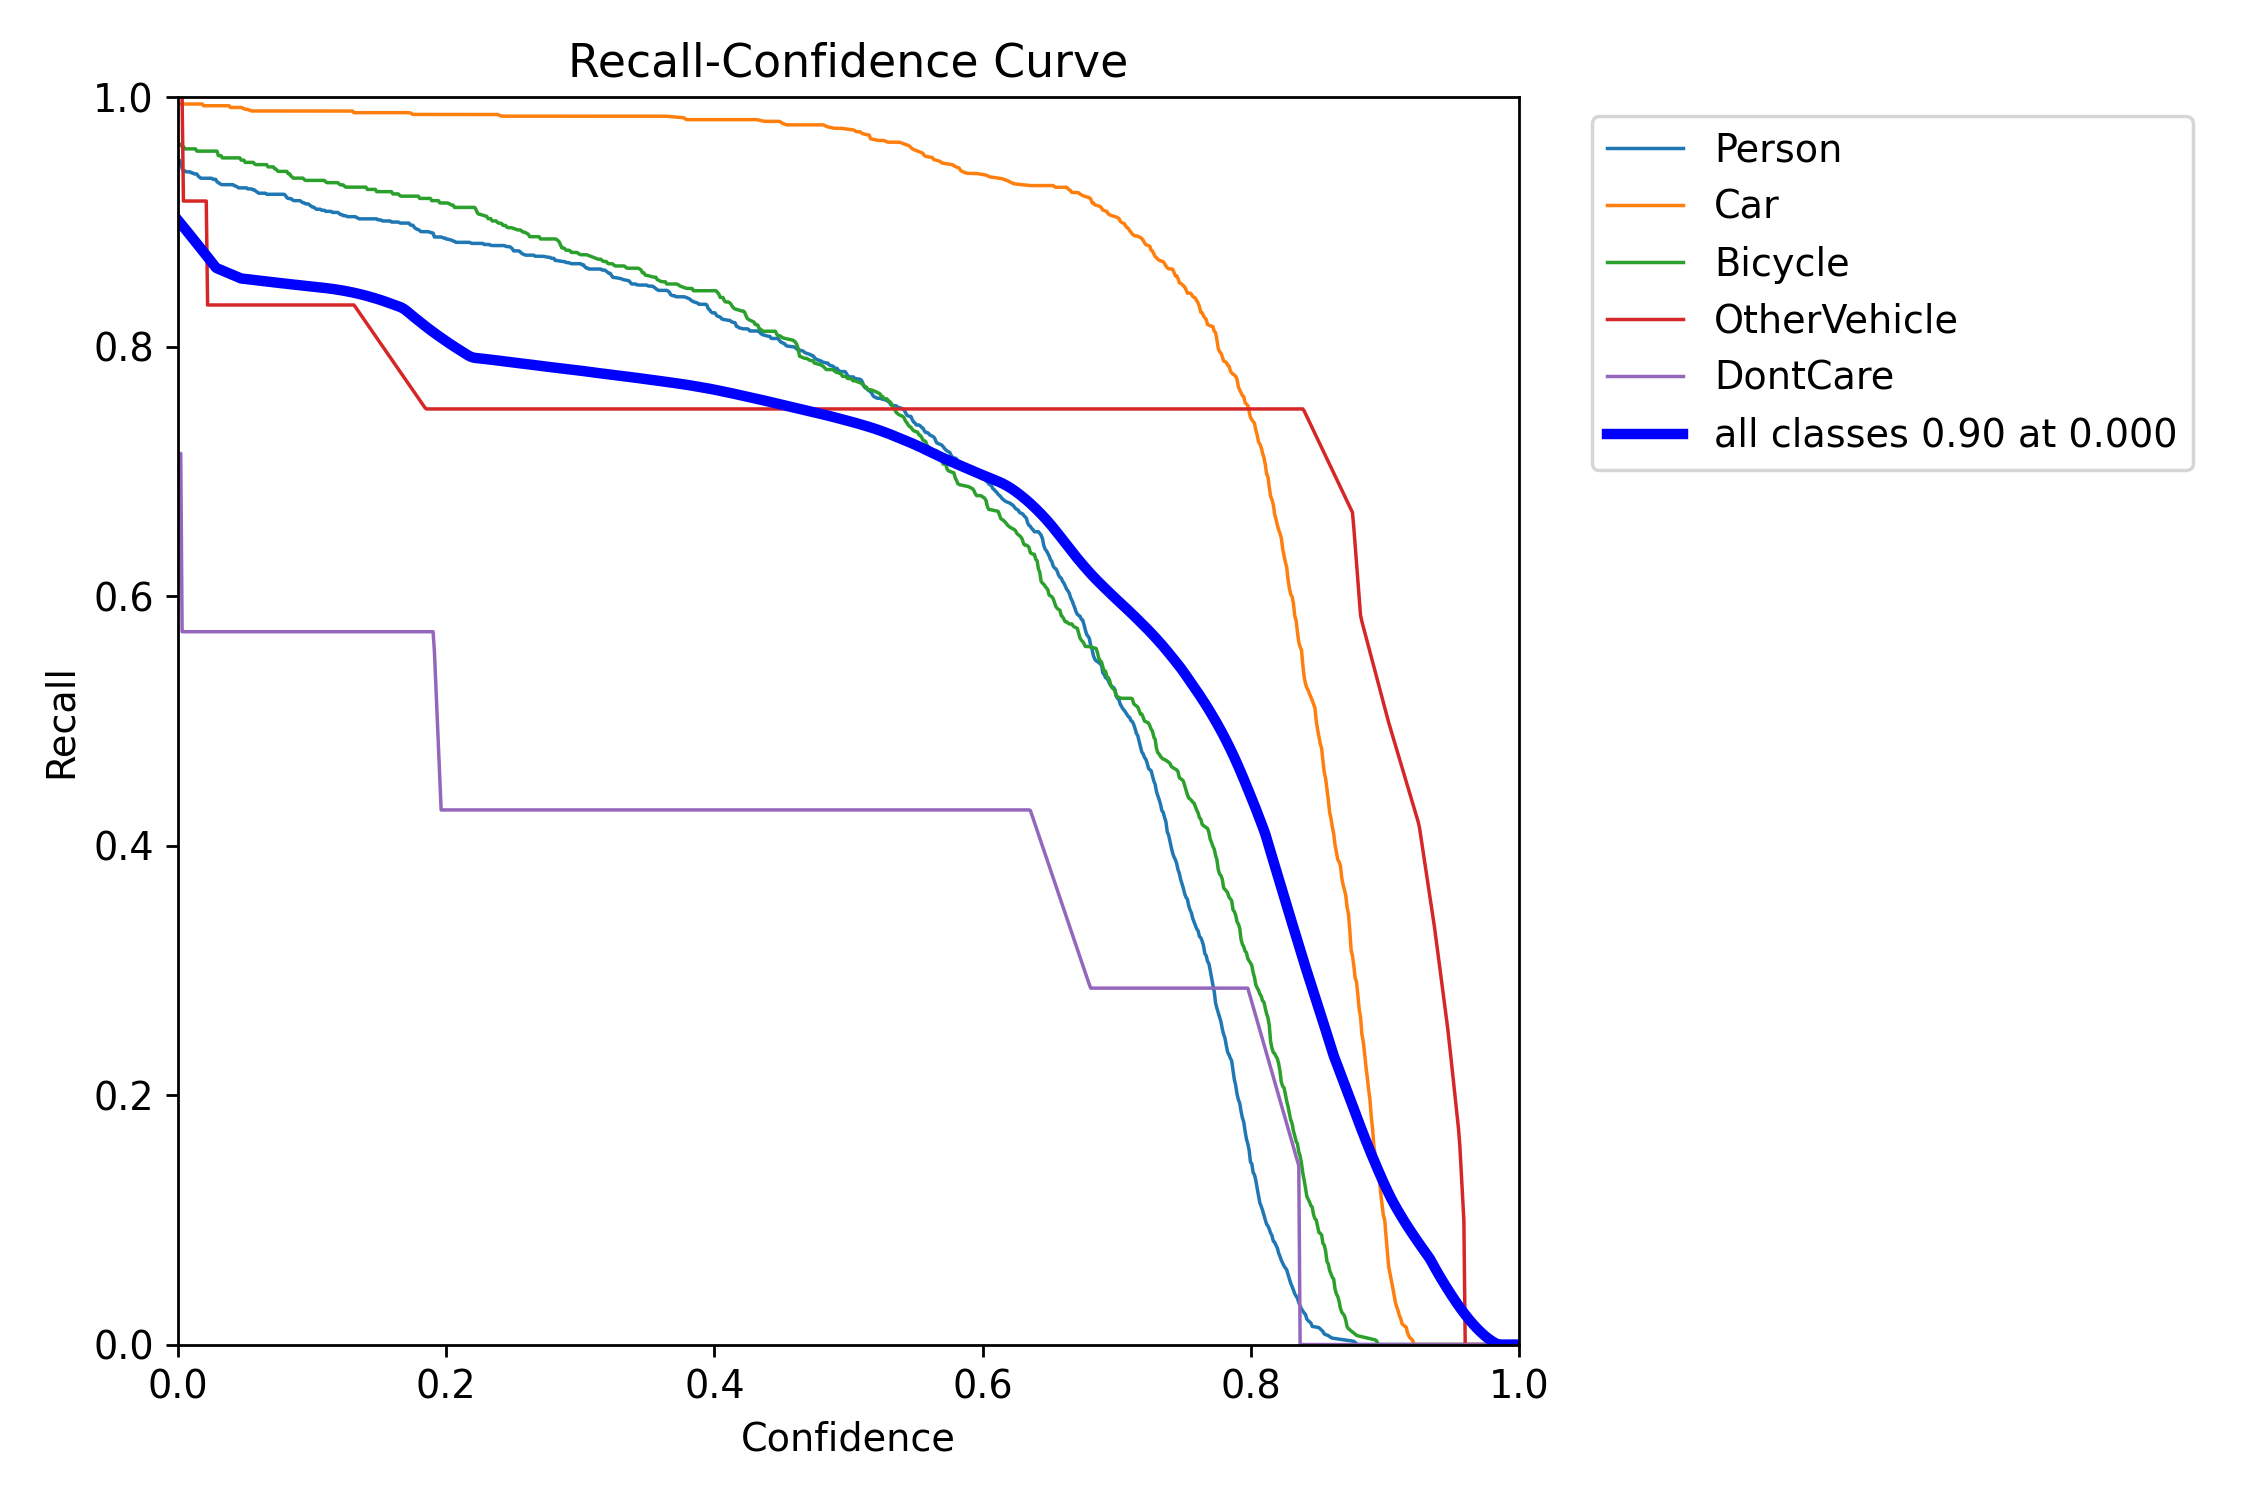 Recall-Confidence Curve
1.0
0.8
0.6
0.4
0.2
0.0
Recall
0.0 0.2 0.4 0.6 0.8 1.0
Confidence
Person
Car
Bicycle
OtherVehicle
DontCare
all classes 0.90 at 0.000